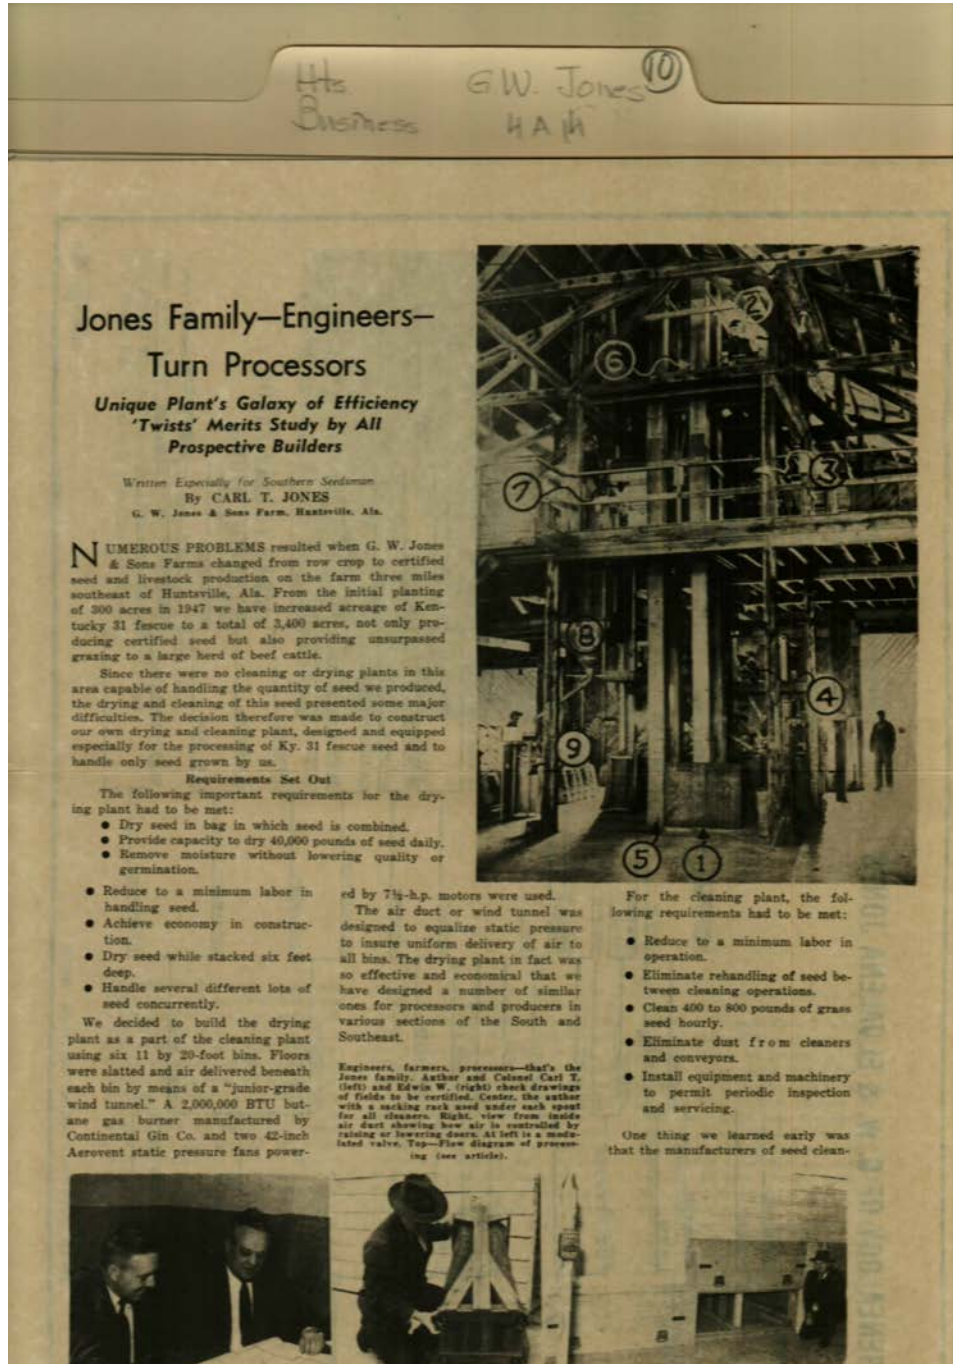 Hts.
Business
G.W. Jones
10
4 A
Jones Family—Engineers—
Turn Processors
Unique Plant's Galaxy of Efficiency
'Twists' Merits Study by All
Prospective Builders
Written Especially for Southern Seedsman
By CARL T. JONES
G. W. Jones & Sons Farm, Huntsville, Ala.
NUMEROUS PROBLEMS resulted when G. W. Jones
& Sons Farms changed from row crop to certified
seed and livestock production on the farm three miles
southeast of Huntsville, Ala. From the initial planting
of 300 acres in 1947 we have increased acreage of Ken-
tucky 31 fescue to a total of 3,400 acres, not only pro-
ducing certified seed but also providing unsurpassed
grazing to a large herd of beef cattle.
Since there were no cleaning or drying plants in this
area capable of handling the quantity of seed we produced,
the drying and cleaning of this seed presented some major
difficulties. The decision therefore was made to construct
our own drying and cleaning plant, designed and equipped
especially for the processing of Ky. 31 fescue seed and to
handle only seed grown by us.
Requirements Set Out
The following important requirements for the dry-
ing plant had to be met:
● Dry seed in bag in which seed is combined.
● Provide capacity to dry 40,000 pounds of seed daily.
● Remove moisture without lowering quality or
germination.
● Reduce to a minimum labor in
handling seed.
● Achieve economy in construc-
tion.
● Dry seed while stacked six feet
deep.
● Handle several different lots of
seed concurrently.
We decided to build the drying
plant as a part of the cleaning plant
using six 11 by 20-foot bins. Floors
were slatted and air delivered beneath
each bin by means of a "junior-grade
wind tunnel." A 2,000,000 BTU but-
ane gas burner manufactured by
Continental Gin Co. and two 42-inch
Aerovent static pressure fans power-
ed by 7½-h.p. motors were used.
The air duct or wind tunnel was
designed to equalize static pressure
to insure uniform delivery of air to
all bins. The drying plant in fact was
so effective and economical that we
have designed a number of similar
ones for processors and producers in
various sections of the South and
Southeast.
Engineers, farmers, processors—that's the
Jones family. Author and Colonel Carl T.
(left) and Edwin W. (right) check drawings
of fields to be certified. Center, the author
with a sacking rack used under each spout
for all cleaners. Right, view from inside
air duct showing how air is controlled by
raising or lowering doors. At left is a modu-
lated valve. Top—Flow diagram of process-
ing (see article).
For the cleaning plant, the fol-
lowing requirements had to be met:
● Reduce to a minimum labor in
operation.
● Eliminate rehandling of seed be-
tween cleaning operations.
● Clean 400 to 800 pounds of grass
seed hourly.
● Eliminate dust from cleaners
and conveyors.
● Install equipment and machinery
to permit periodic inspection
and servicing.
One thing we learned early was
that the manufacturers of seed clean-
2
6
7
3
8
4
9
5
1